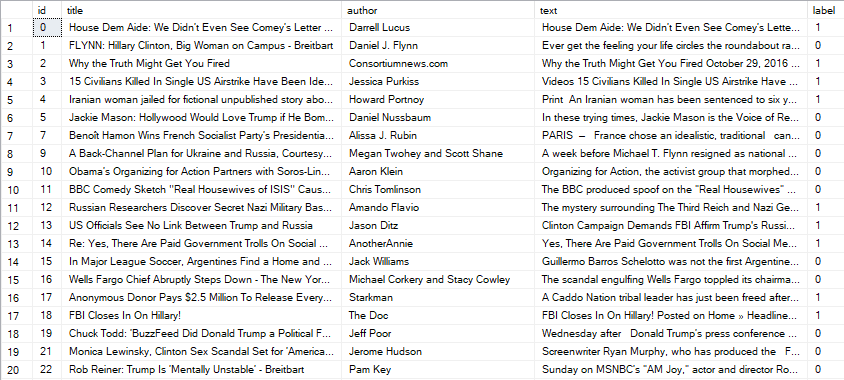 id title author text label
1 0 House Dem Aide: We Didn't Even See Comey's Letter ... Darrell Lucus House Dem Aide: We Didn't Even See Comey's Lette... 1
2 1 FLYNN: Hillary Clinton, Big Woman on Campus - Breitbart Daniel J. Flynn Ever get the feeling your life circles the roundabout ra... 0
3 2 Why the Truth Might Get You Fired Consortiumnews.com Why the Truth Might Get You Fired October 29, 2016 ... 1
4 3 15 Civilians Killed In Single US Airstrike Have Been Ide... Jessica Purkiss Videos 15 Civilians Killed In Single US Airstrike Have ... 1
5 4 Iranian woman jailed for fictional unpublished story abo... Howard Portnoy Print An Iranian woman has been sentenced to six y... 1
6 5 Jackie Mason: Hollywood Would Love Trump if He Bom... Daniel Nussbaum In these trying times, Jackie Mason is the Voice of Re... 0
7 7 Benoît Hamon Wins French Socialist Party's Presidentia... Alissa J. Rubin PARIS — France chose an idealistic, traditional can... 0
8 9 A Back-Channel Plan for Ukraine and Russia, Courtesy... Megan Twohey and Scott Shane A week before Michael T. Flynn resigned as national ... 0
9 10 Obama's Organizing for Action Partners with Soros-Lin... Aaron Klein Organizing for Action, the activist group that morphed... 0
10 11 BBC Comedy Sketch "Real Housewives of ISIS" Caus... Chris Tomlinson The BBC produced spoof on the "Real Housewives" ... 0
11 12 Russian Researchers Discover Secret Nazi Military Bas... Amando Flavio The mystery surrounding The Third Reich and Nazi Ge... 1
12 13 US Officials See No Link Between Trump and Russia Jason Ditz Clinton Campaign Demands FBI Affirm Trump's Russi... 1
13 14 Re: Yes, There Are Paid Government Trolls On Social ... AnotherAnnie Yes, There Are Paid Government Trolls On Social Me... 1
14 15 In Major League Soccer, Argentines Find a Home and ... Jack Williams Guillermo Barros Schelotto was not the first Argentine... 0
15 16 Wells Fargo Chief Abruptly Steps Down - The New Yor... Michael Corkery and Stacy Cowley The scandal engulfing Wells Fargo toppled its chairma... 0
16 17 Anonymous Donor Pays $2.5 Million To Release Every... Starkman A Caddo Nation tribal leader has just been freed after... 1
17 18 FBI Closes In On Hillary! The Doc FBI Closes In On Hillary! Posted on Home » Headline... 1
18 19 Chuck Todd: 'BuzzFeed Did Donald Trump a Political F... Jeff Poor Wednesday after Donald Trump's press conference ... 0
19 21 Monica Lewinsky, Clinton Sex Scandal Set for 'America... Jerome Hudson Screenwriter Ryan Murphy, who has produced the F... 0
20 22 Rob Reiner: Trump Is 'Mentally Unstable' - Breitbart Pam Key Sunday on MSNBC's "AM Joy," actor and director Ro... 0